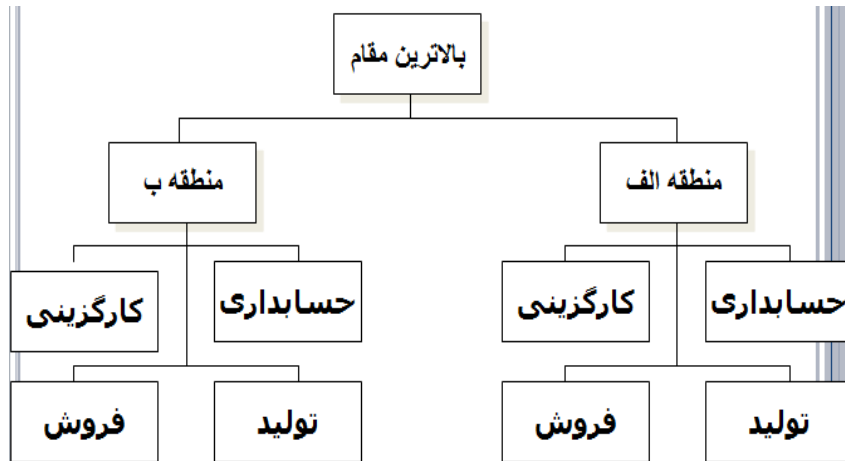 بالاترین مقام
منطقه الف
منطقه ب
حسابداری
کارگزینی
حسابداری
کارگزینی
تولید
فروش
تولید
فروش